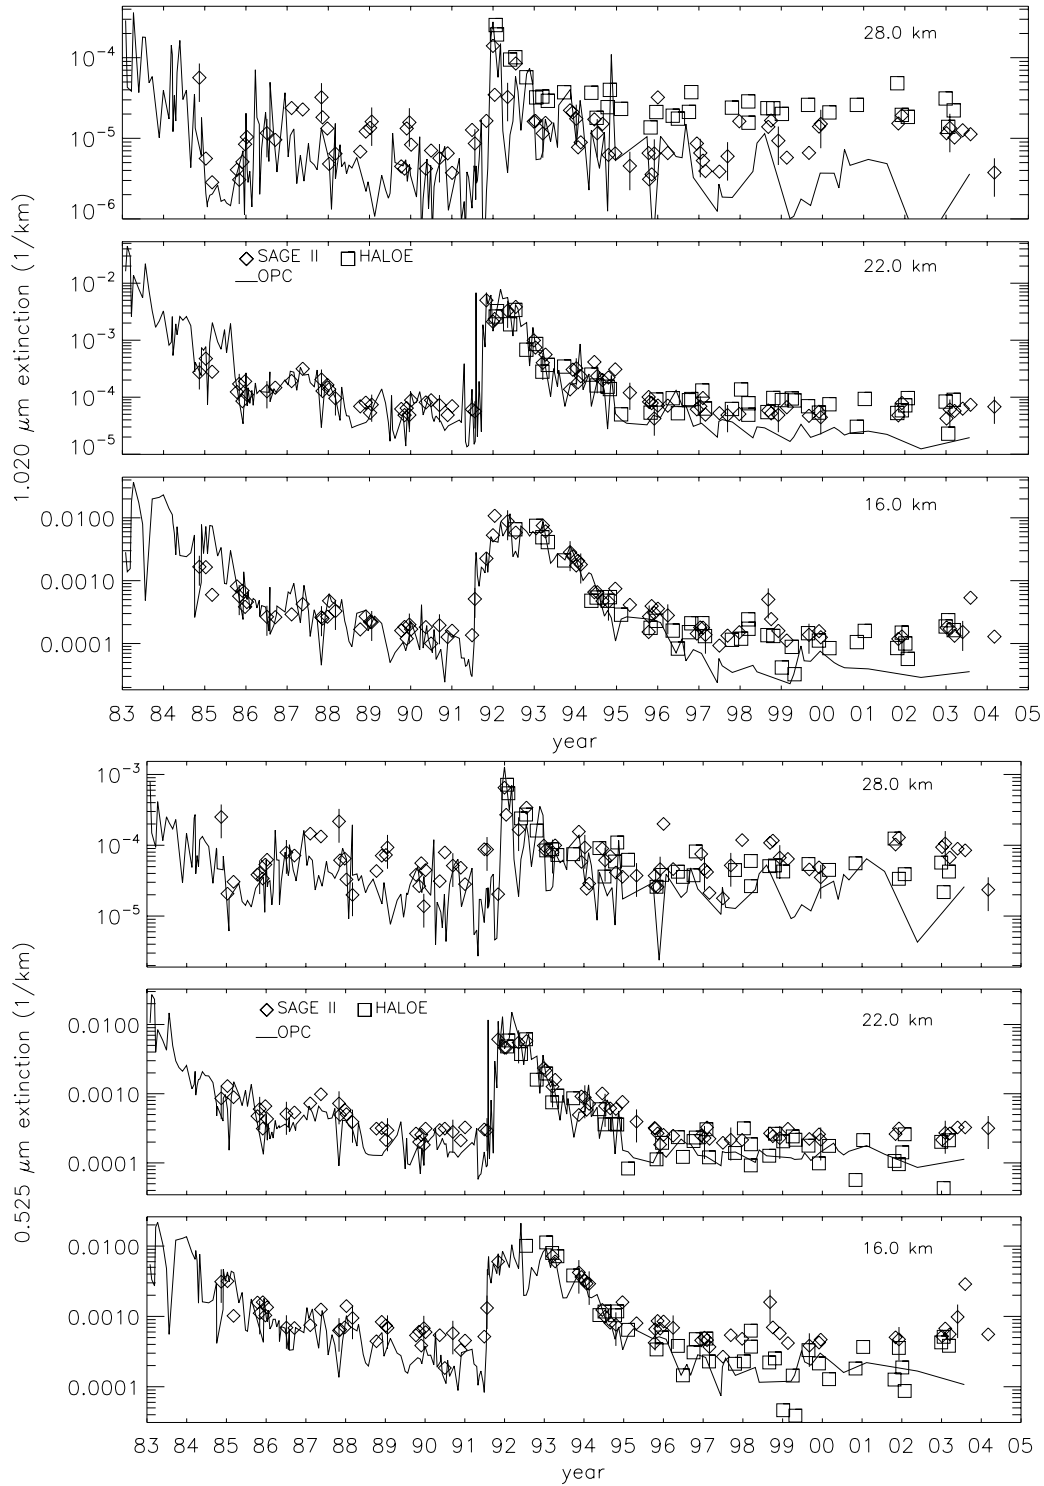 28.0 km
10⁻⁴
10⁻⁵
10⁻⁶
SAGE II HALOE
OPC
22.0 km
10⁻²
10⁻³
10⁻⁴
10⁻⁵
1.020 µm extinction (1/km)
16.0 km
0.0100
0.0010
0.0001
83 84 85 86 87 88 89 90 91 92 93 94 95 96 97 98 99 00 01 02 03 04 05
year
28.0 km
10⁻³
10⁻⁴
10⁻⁵
SAGE II HALOE
OPC
22.0 km
0.0100
0.0010
0.0001
0.525 µm extinction (1/km)
16.0 km
0.0100
0.0010
0.0001
83 84 85 86 87 88 89 90 91 92 93 94 95 96 97 98 99 00 01 02 03 04 05
year